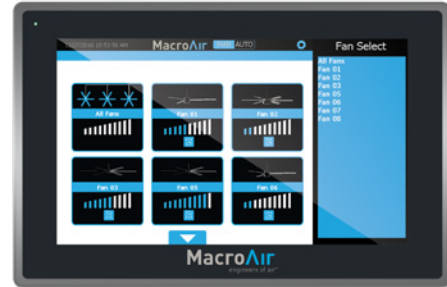 MacroAir MAN AUTO
Fan Select
All Fans
Fan 01
Fan 02
Fan 03
Fan 05
Fan 06
Fan 07
Fan 08
All Fans
Fan 01
Fan 02
Fan 03
Fan 05
Fan 06
MacroAir
engineers of air